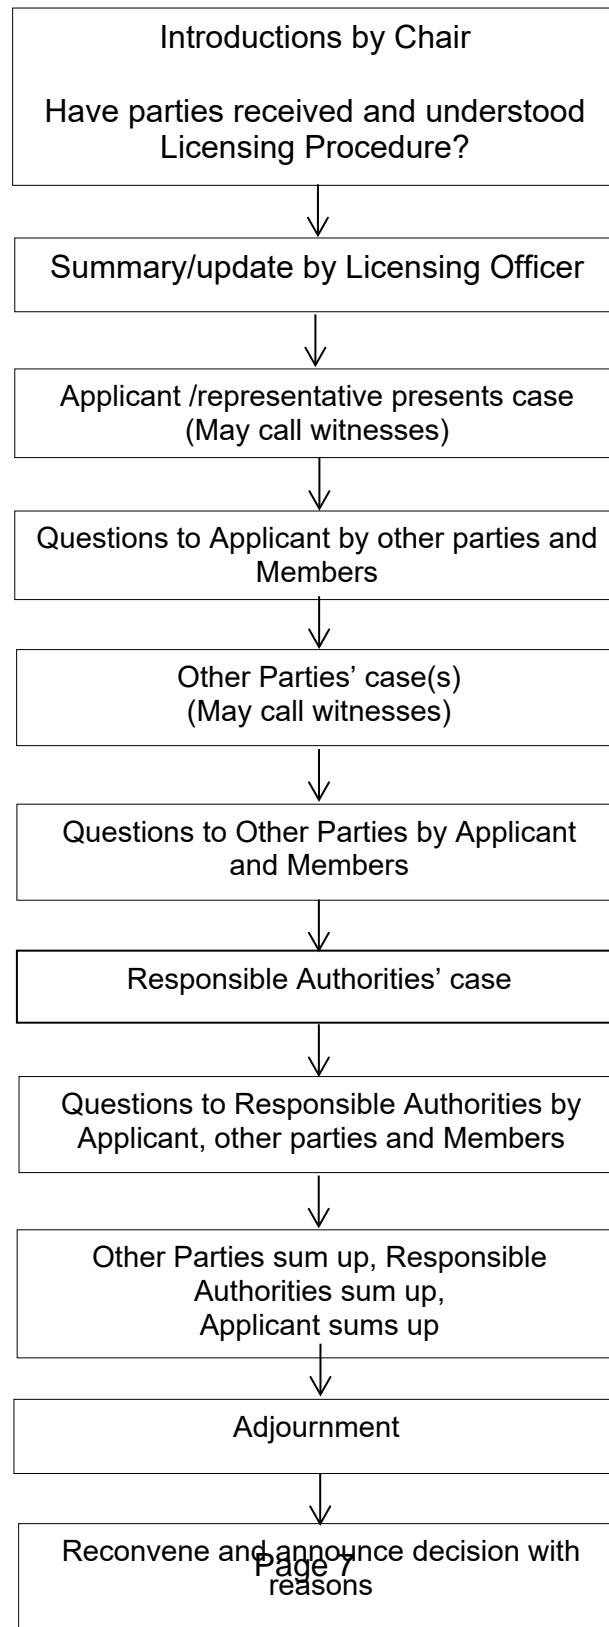 Introductions by Chair
Have parties received and understood
Licensing Procedure?
Summary/update by Licensing Officer
Applicant /representative presents case
(May call witnesses)
Questions to Applicant by other parties and
Members
Other Parties’ case(s)
(May call witnesses)
Questions to Other Parties by Applicant
and Members
Responsible Authorities’ case
Questions to Responsible Authorities by
Applicant, other parties and Members
Other Parties sum up, Responsible
Authorities sum up,
Applicant sums up
Adjournment
Reconvene and announce decision with
Page 7
reasons